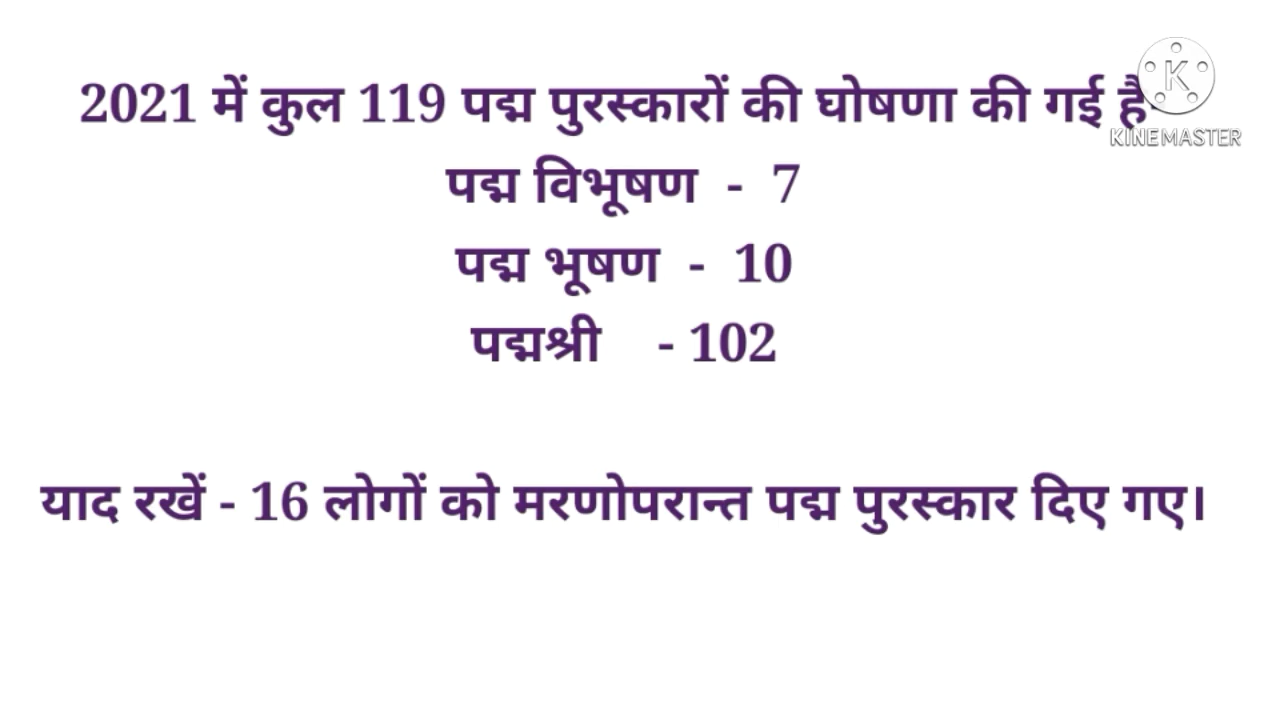 2021 में कुल 119 पद्म पुरस्कारों की घोषणा की गई है-
पद्म विभूषण - 7
पद्म भूषण - 10
पद्मश्री - 102
याद रखें - 16 लोगों को मरणोपरान्त पद्म पुरस्कार दिए गए।
K
KINEMASTER